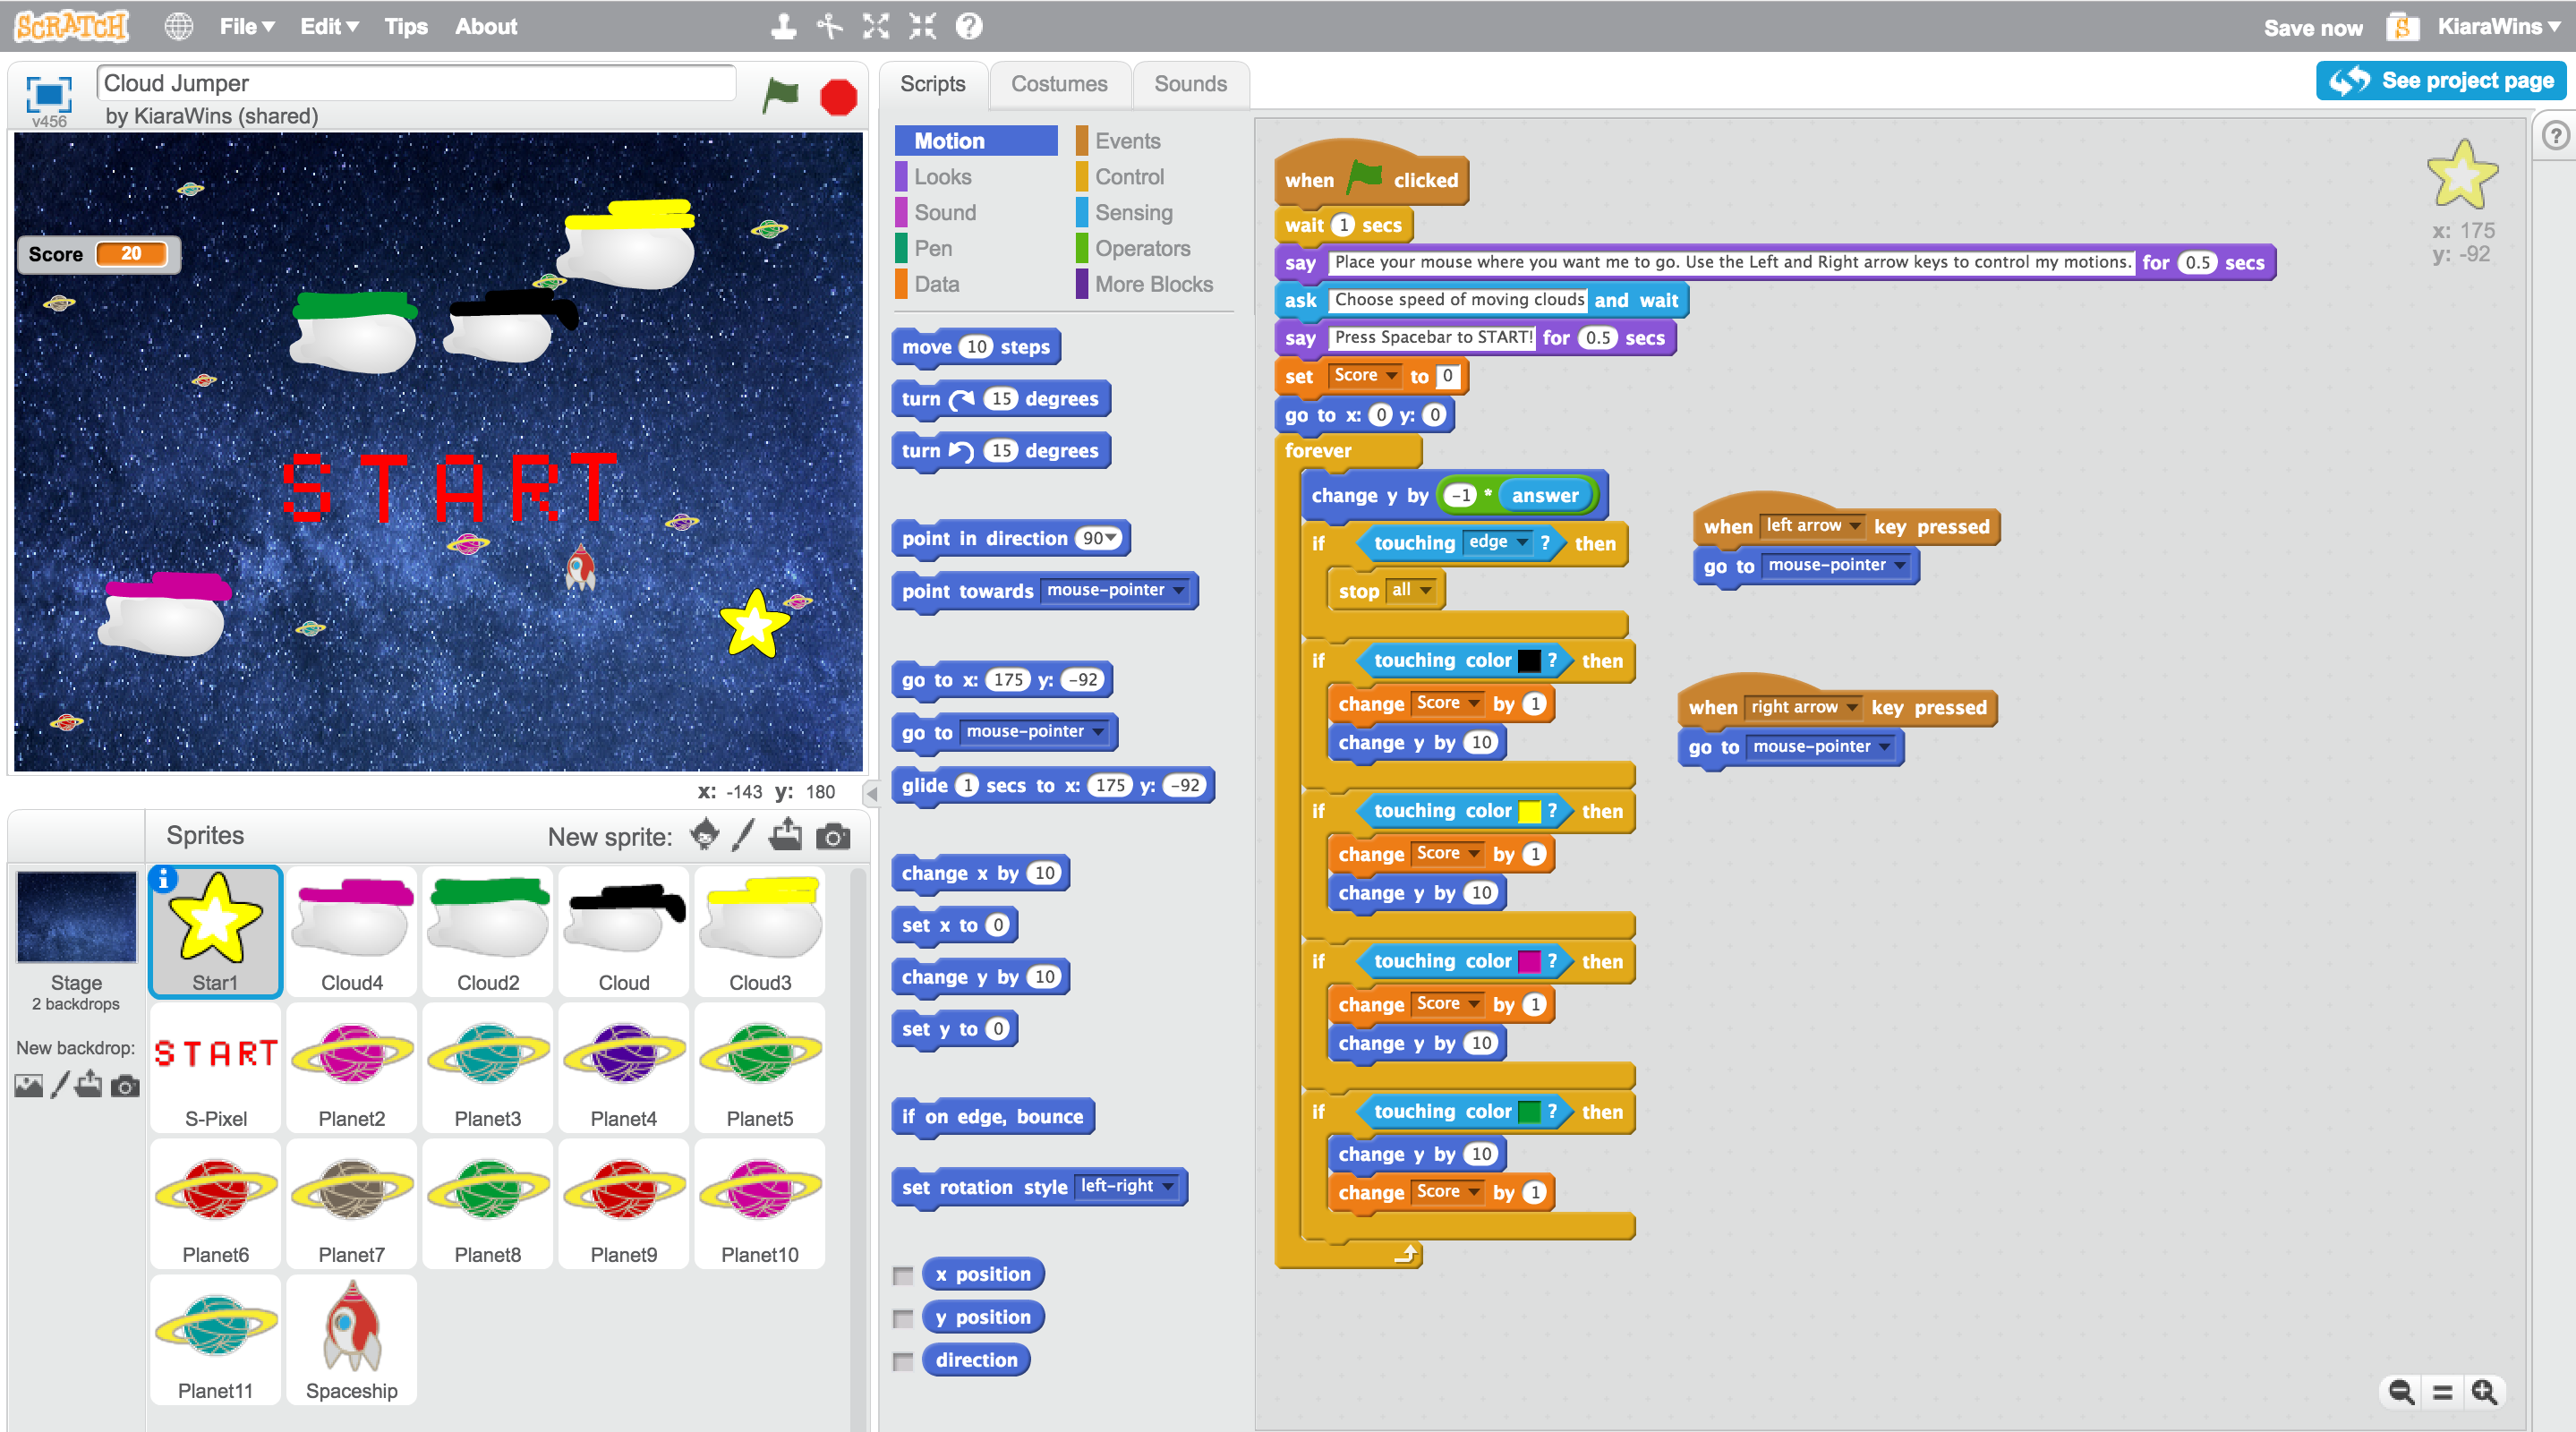 SCRATCH File Edit Tips About Save now KiaraWins
Cloud Jumper
v456 by KiaraWins (shared)
Score 20
START
x: -143 y: 180
Sprites New sprite:
Stage
2 backdrops
New backdrop:
Star1 Cloud4 Cloud2 Cloud Cloud3
START
S-Pixel Planet2 Planet3 Planet4 Planet5
Planet6 Planet7 Planet8 Planet9 Planet10
Planet11 Spaceship
Scripts Costumes Sounds
See project page
Motion Events
Looks Control
Sound Sensing
Pen Operators
Data More Blocks
move 10 steps
turn 15 degrees
turn 15 degrees
point in direction 90
point towards mouse-pointer
go to x: 175 y: -92
go to mouse-pointer
glide 1 secs to x: 175 y: -92
change x by 10
set x to 0
change y by 10
set y to 0
if on edge, bounce
set rotation style left-right
x position
y position
direction
when clicked
wait 1 secs
say Place your mouse where you want me to go. Use the Left and Right arrow keys to control my motions. for 0.5 secs
ask Choose speed of moving clouds and wait
say Press Spacebar to START! for 0.5 secs
set Score to 0
go to x: 0 y: 0
forever
change y by -1 * answer
if touching edge ? then
stop all
if touching color ? then
change Score by 1
change y by 10
if touching color ? then
change Score by 1
change y by 10
if touching color ? then
change Score by 1
change y by 10
if touching color ? then
change y by 10
change Score by 1
when left arrow key pressed
go to mouse-pointer
when right arrow key pressed
go to mouse-pointer
x: 175
y: -92